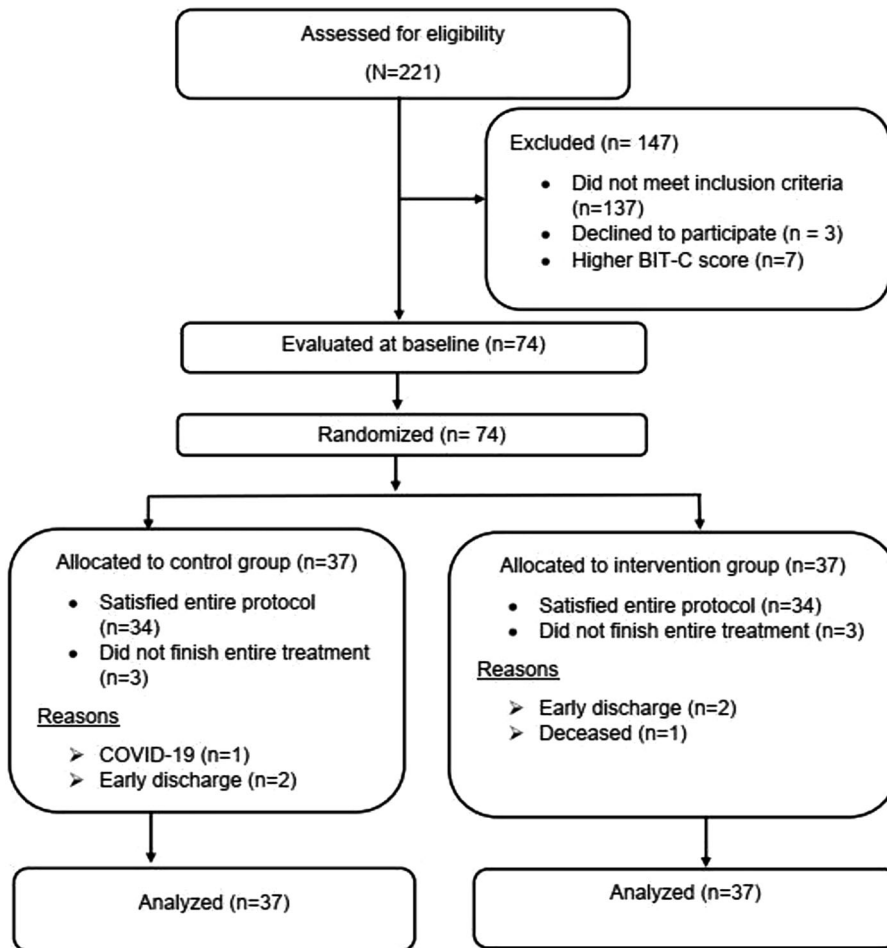 Assessed for eligibility
(N=221)
Excluded (n= 147)
• Did not meet inclusion criteria
(n=137)
• Declined to participate (n = 3)
• Higher BIT-C score (n=7)
Evaluated at baseline (n=74)
Randomized (n= 74)
Allocated to control group (n=37)
• Satisfied entire protocol
(n=34)
• Did not finish entire treatment
(n=3)
Reasons
➢ COVID-19 (n=1)
➢ Early discharge (n=2)
Allocated to intervention group (n=37)
• Satisfied entire protocol (n=34)
• Did not finish entire treatment (n=3)
Reasons
➢ Early discharge (n=2)
➢ Deceased (n=1)
Analyzed (n=37)
Analyzed (n=37)